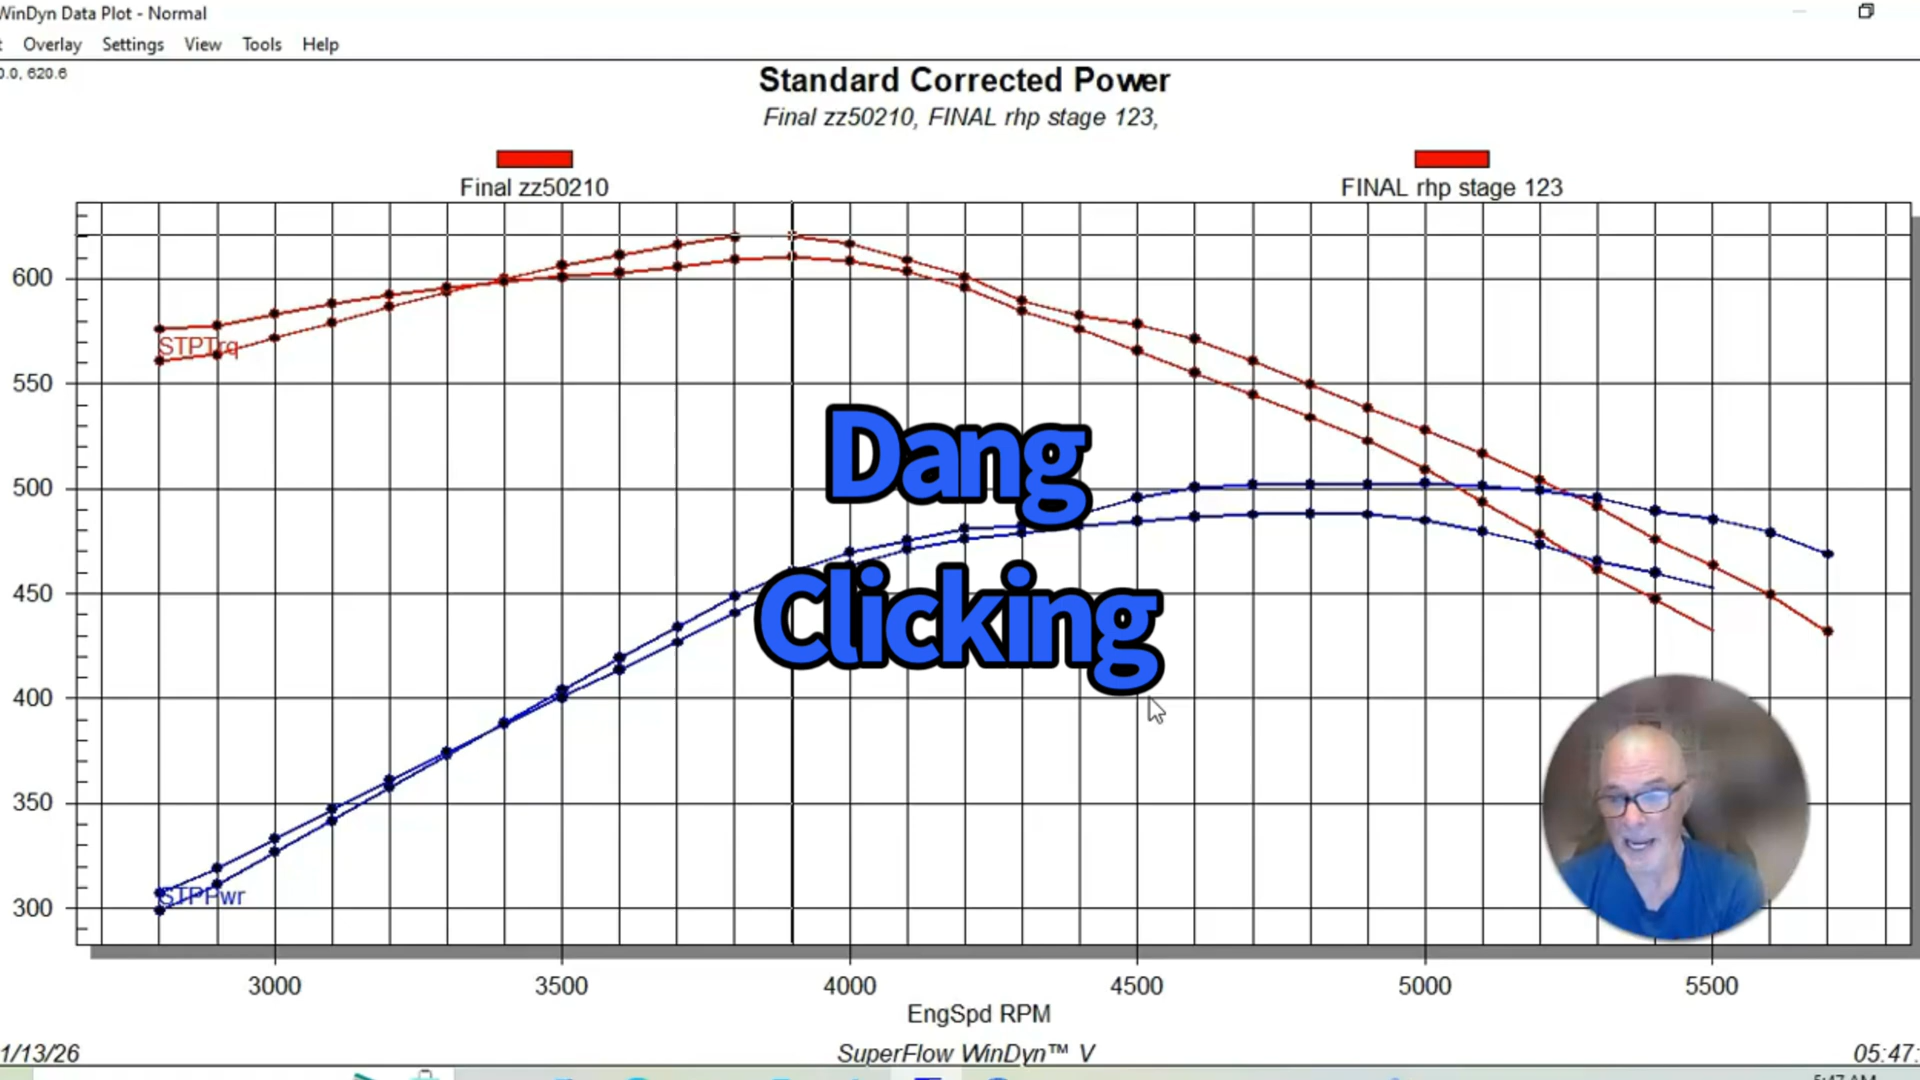 WinDyn Data Plot - Normal
Overlay Settings View Tools Help
0.0, 620.6
Standard Corrected Power
Final zz50210, FINAL rhp stage 123,
Final zz50210 FINAL rhp stage 123
600
STPTrq
550
Dang
500
Clicking
450
400
350
STPPwr
300
3000 3500 4000 4500 5000 5500
EngSpd RPM
1/13/26 SuperFlow WinDyn™ V 05:47: